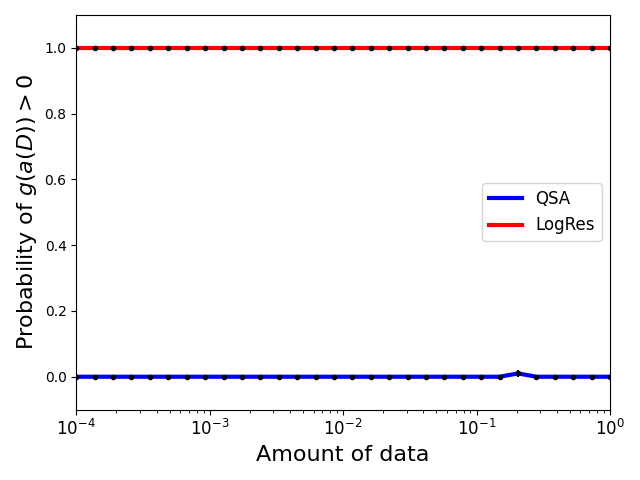 Probability of g(a(D)) > 0
1.0
0.8
0.6
0.4
0.2
0.0
QSA
LogRes
10⁻⁴ 10⁻³ 10⁻² 10⁻¹ 10⁰
Amount of data